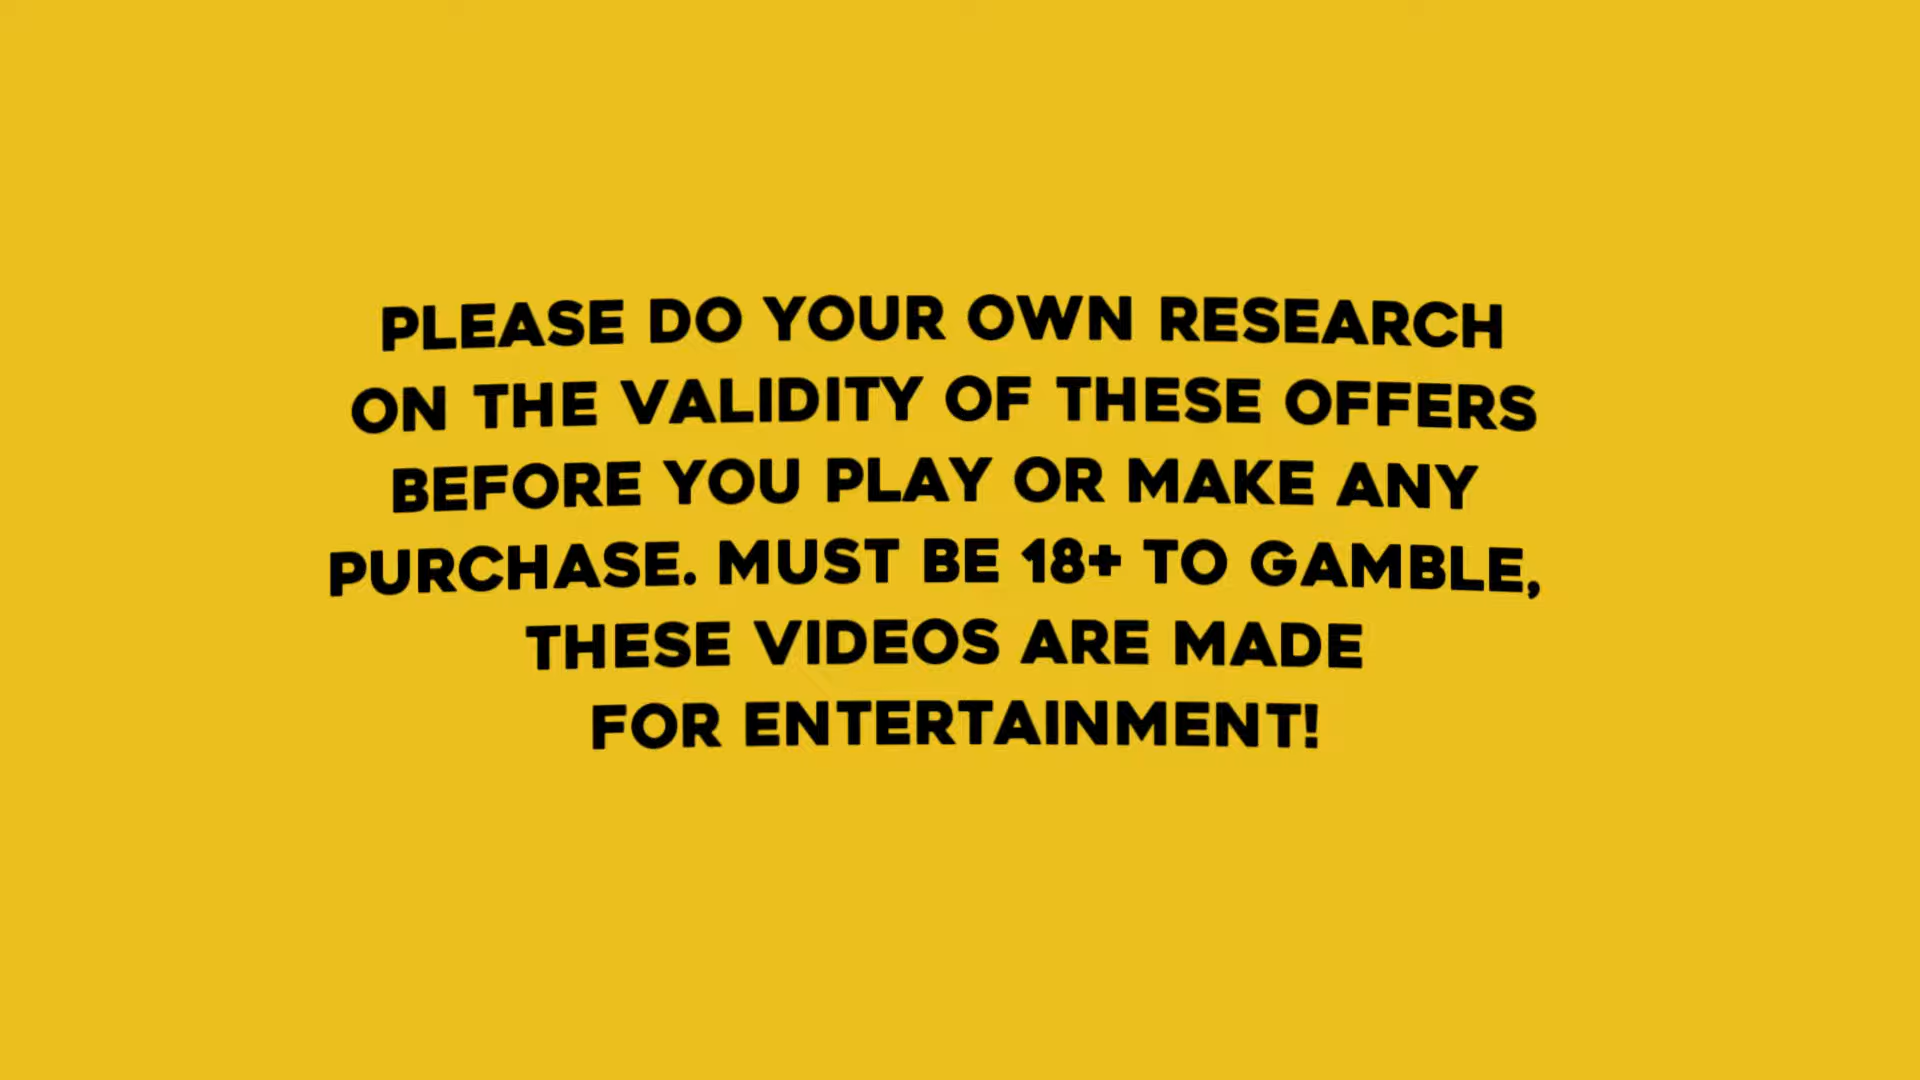 PLEASE DO YOUR OWN RESEARCH
ON THE VALIDITY OF THESE OFFERS
BEFORE YOU PLAY OR MAKE ANY
PURCHASE. MUST BE 18+ TO GAMBLE,
THESE VIDEOS ARE MADE
FOR ENTERTAINMENT!